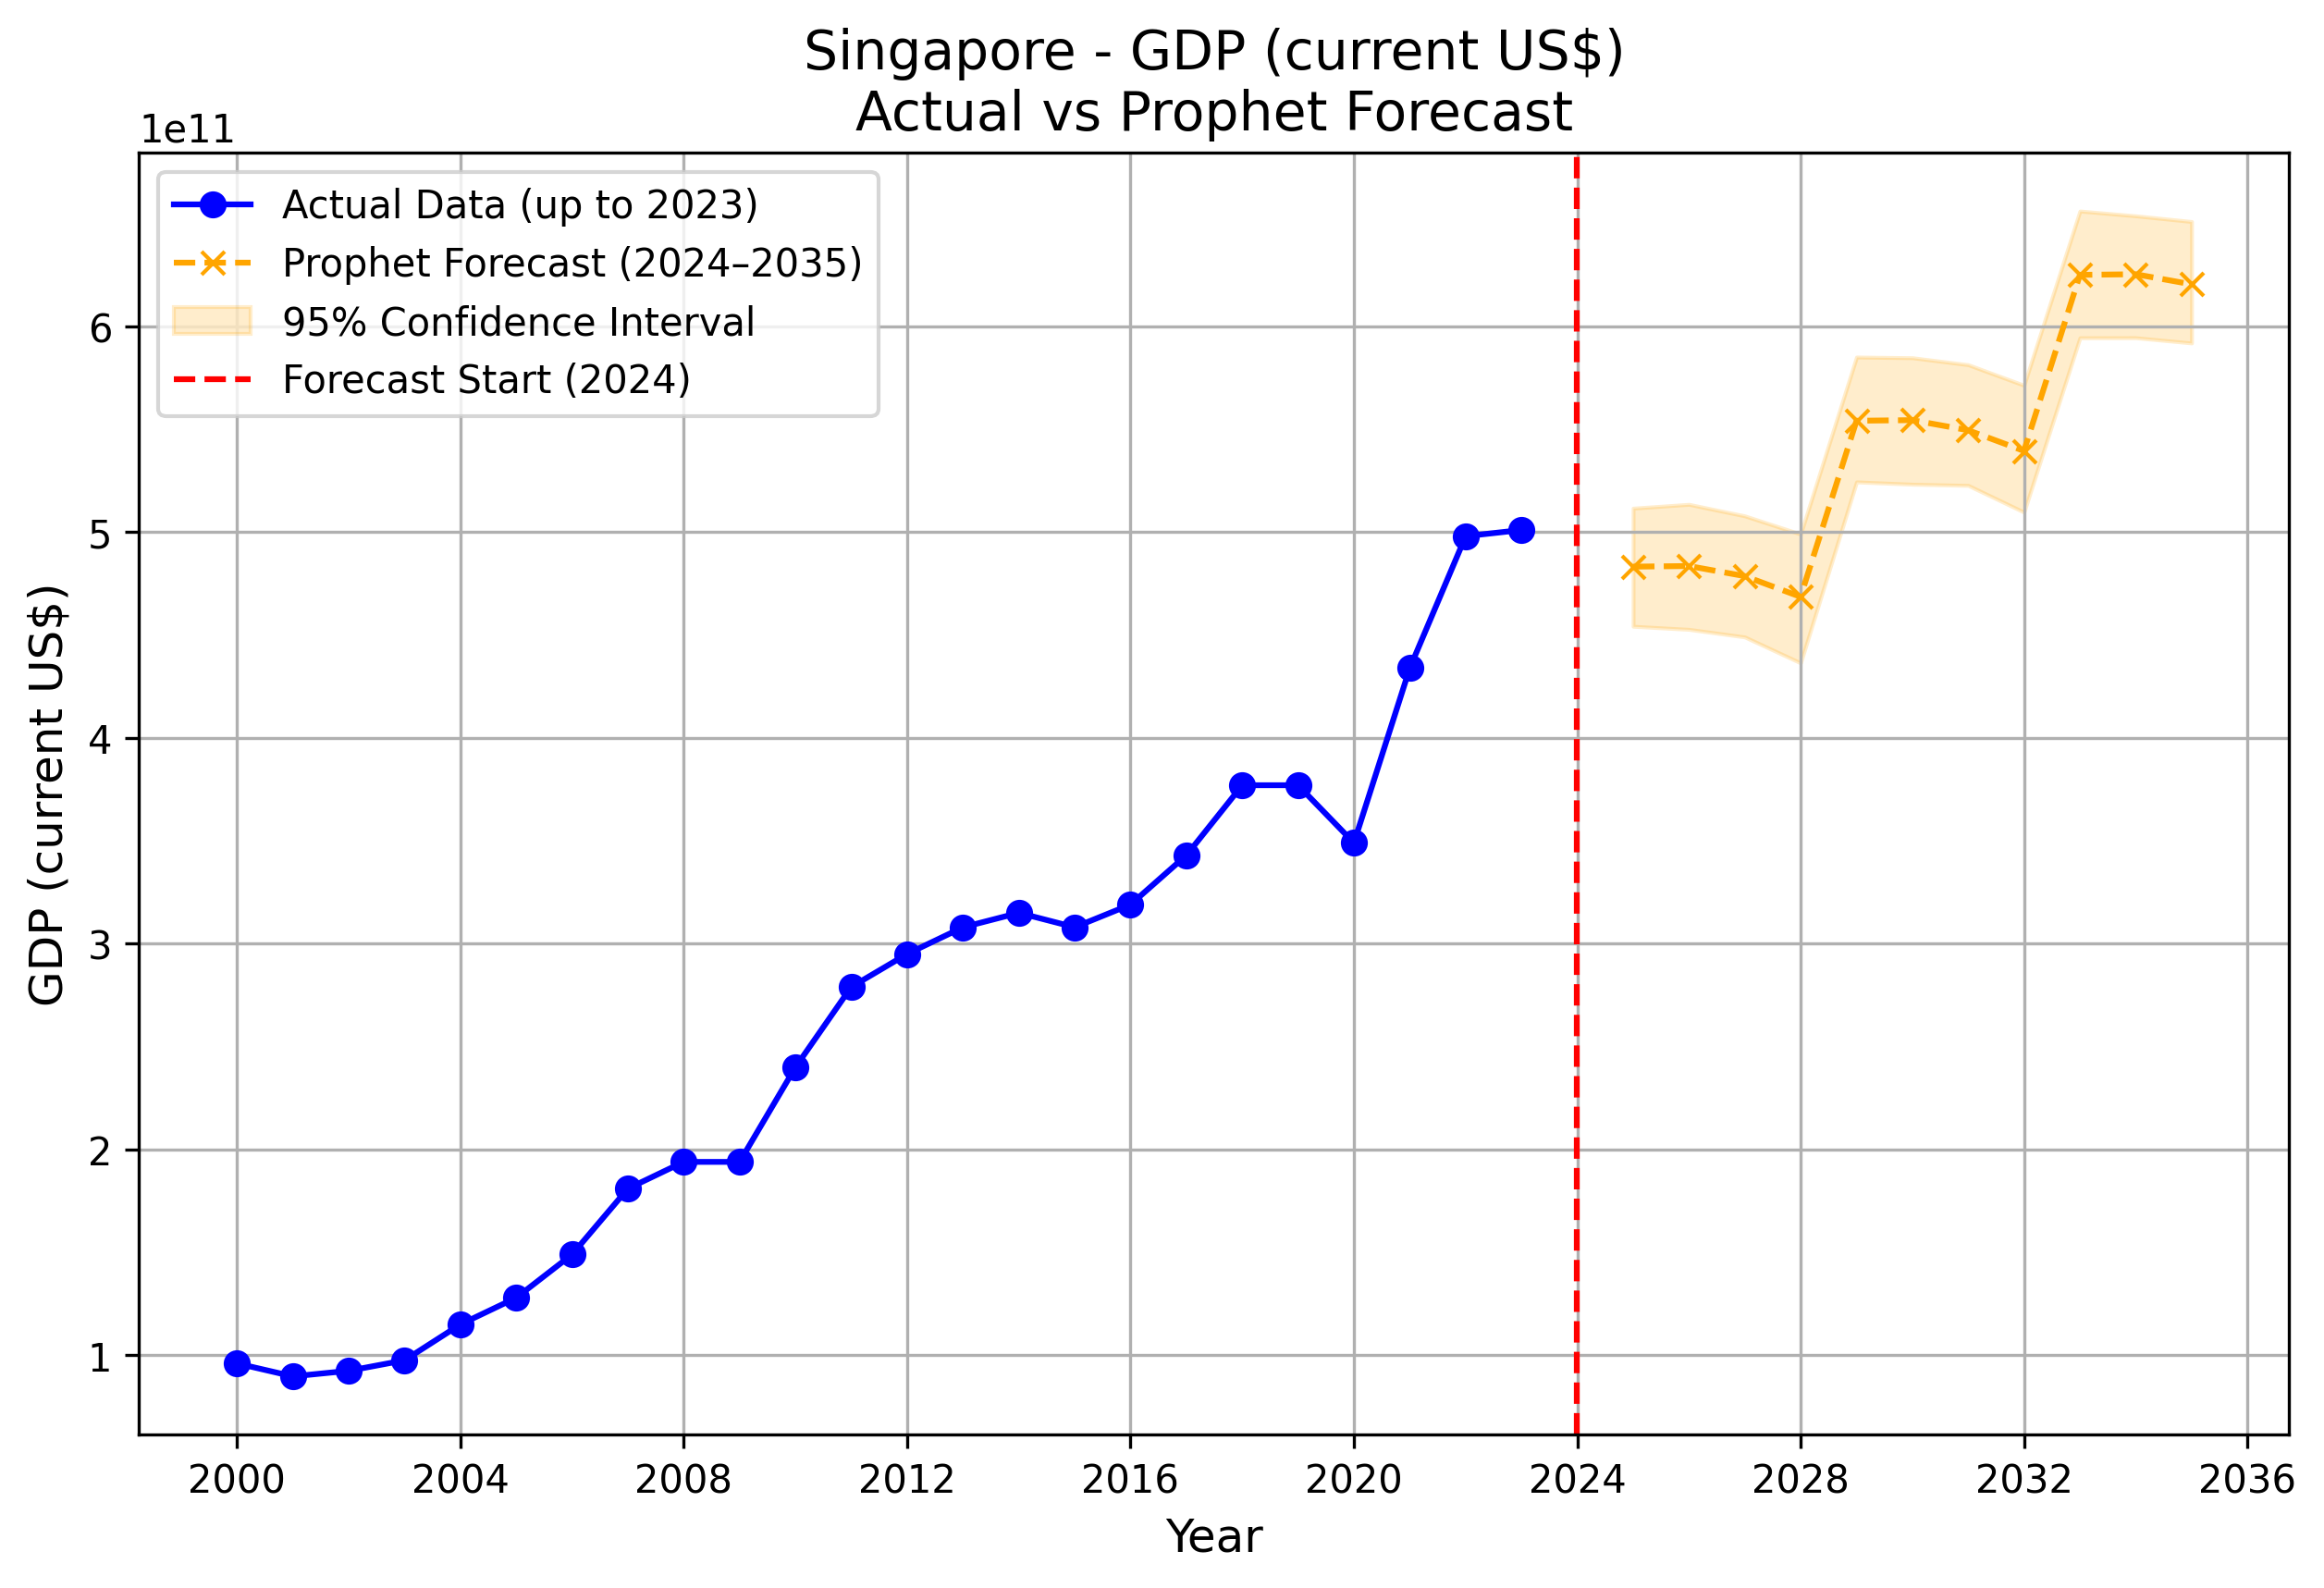 Singapore - GDP (current US$)
Actual vs Prophet Forecast
1e11
Actual Data (up to 2023)
Prophet Forecast (2024–2035)
95% Confidence Interval
Forecast Start (2024)
6
5
4
3
2
1
GDP (current US$)
2000 2004 2008 2012 2016 2020 2024 2028 2032 2036
Year